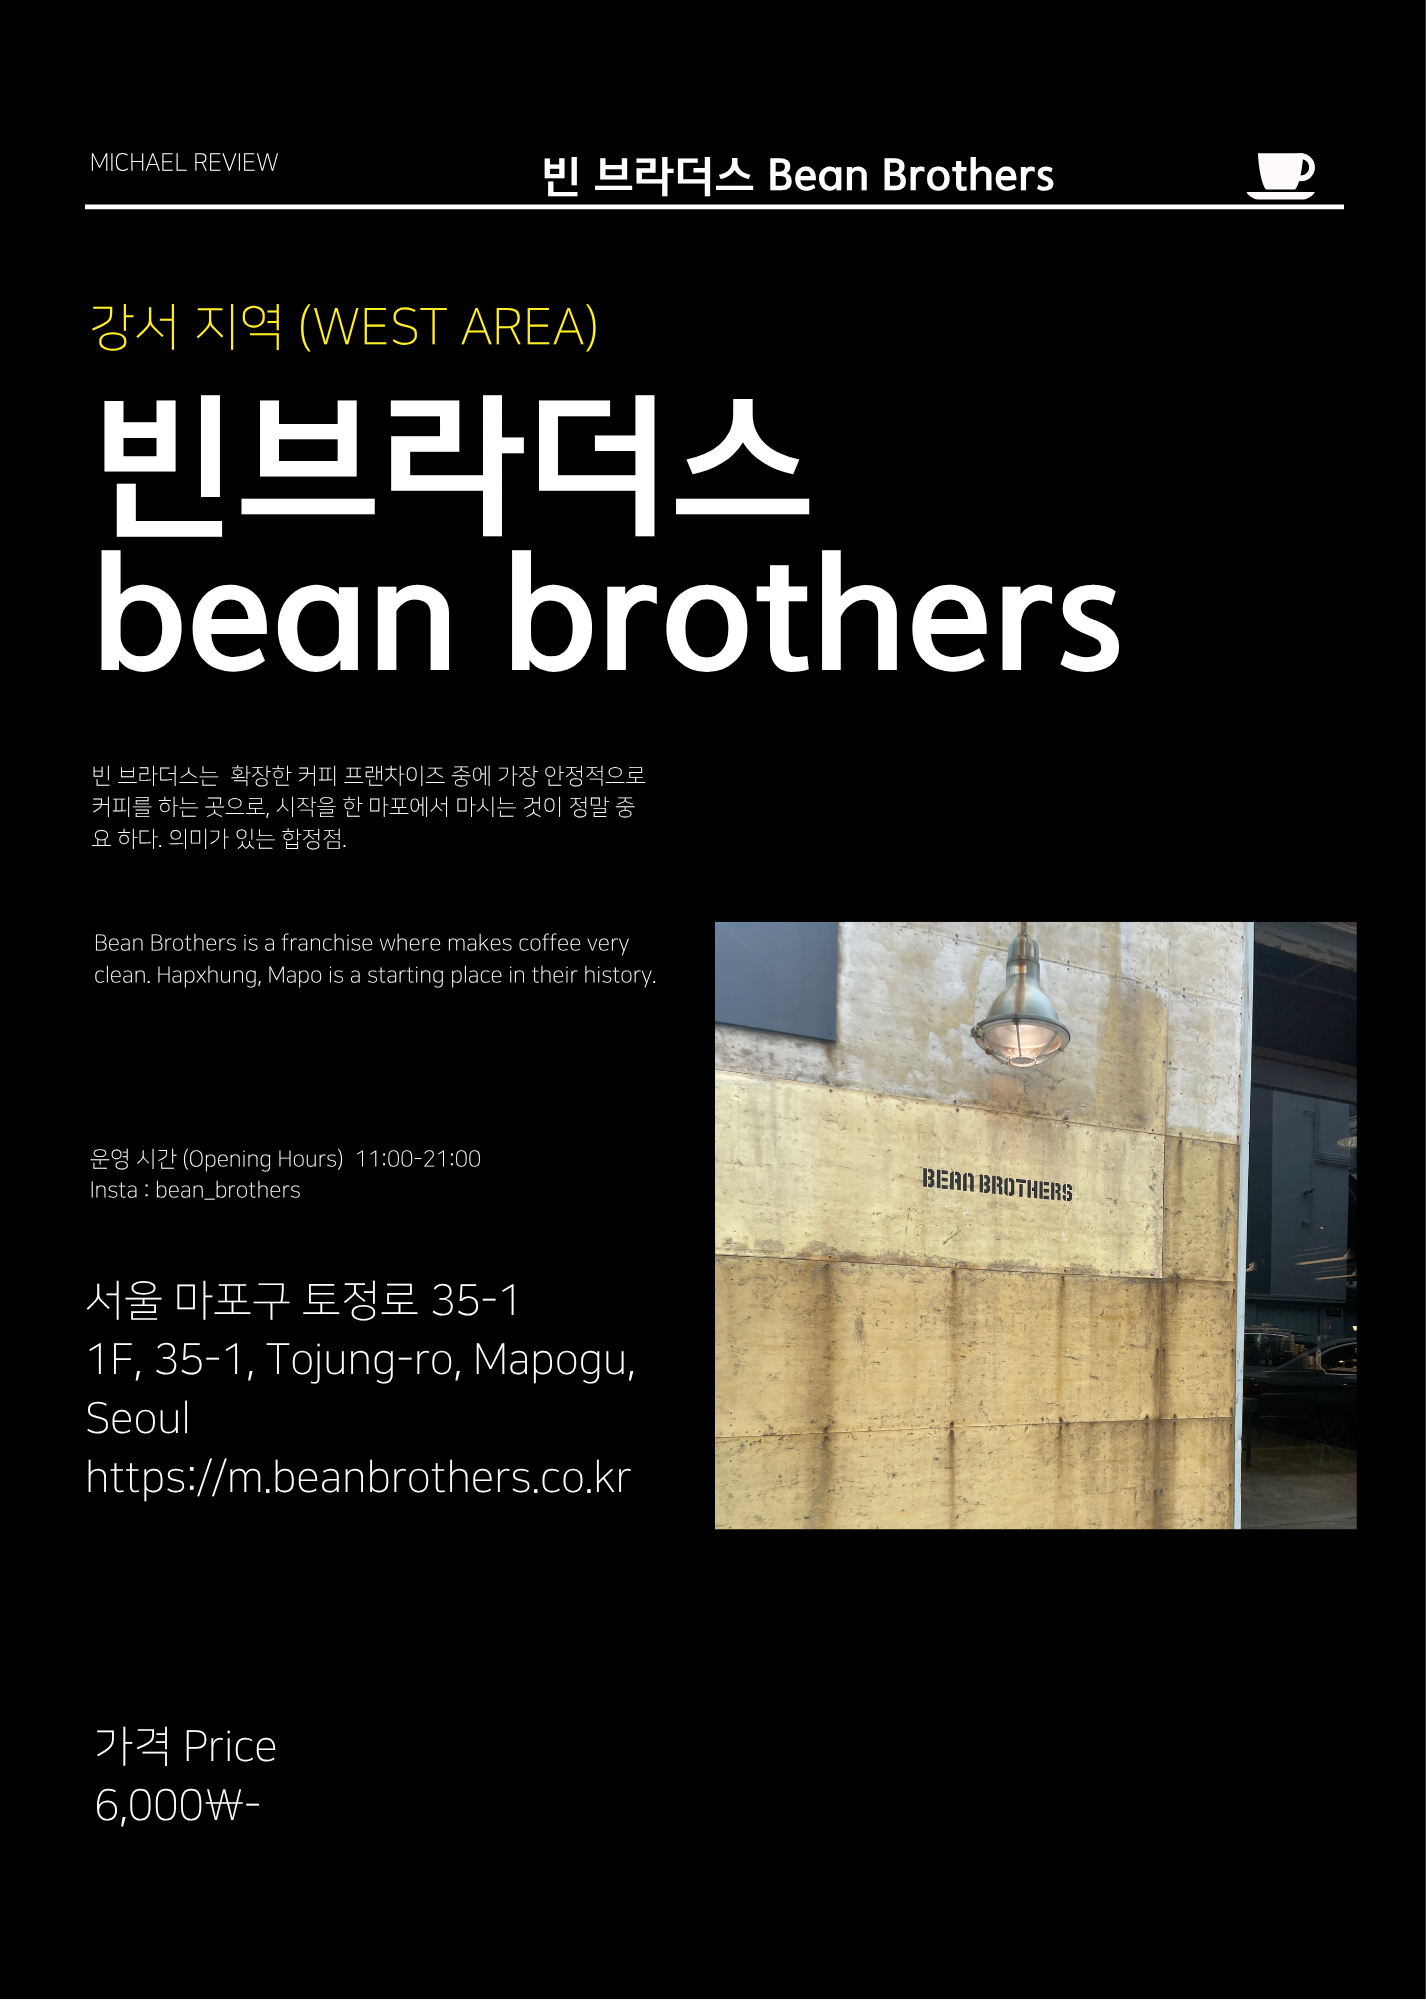 MICHAEL REVIEW
빈 브라더스 Bean Brothers
강서 지역 (WEST AREA)
빈브라더스
bean brothers
빈 브라더스는 확장한 커피 프랜차이즈 중에 가장 안정적으로
커피를 하는 곳으로, 시작을 한 마포에서 마시는 것이 정말 중
요 하다. 의미가 있는 합정점.
Bean Brothers is a franchise where makes coffee very
clean. Hapxhung, Mapo is a starting place in their history.
BEAN BROTHERS
운영 시간 (Opening Hours) 11:00-21:00
Insta : bean_brothers
서울 마포구 토정로 35-1
1F, 35-1, Tojung-ro, Mapogu,
Seoul
https://m.beanbrothers.co.kr
가격 Price
6,000₩-